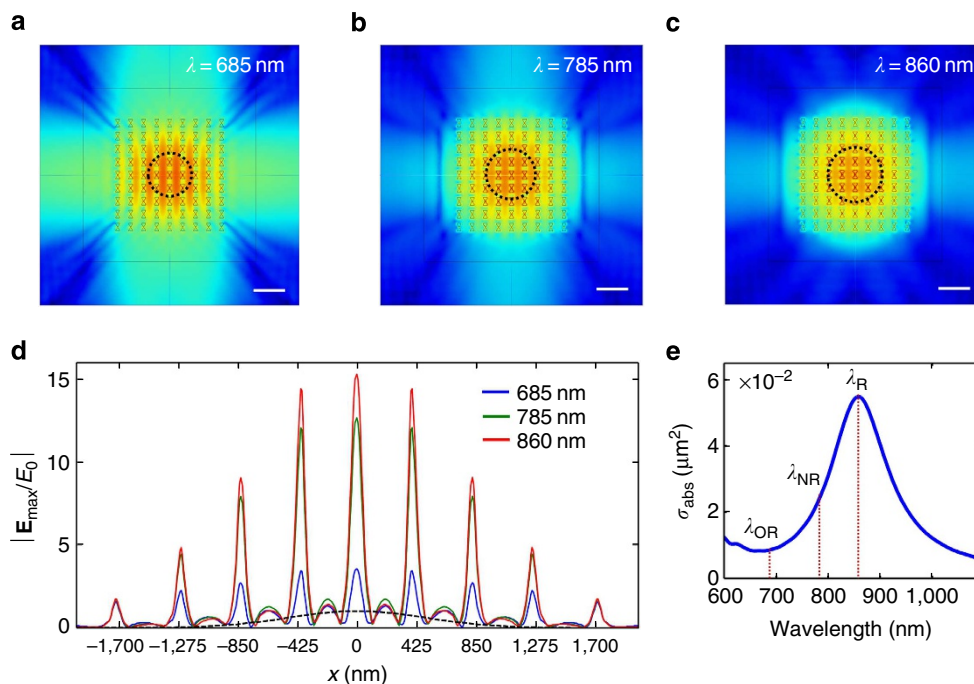 a
λ = 685 nm
b
λ = 785 nm
c
λ = 860 nm
d
15
10
5
0
|E_max/E_0|
685 nm
785 nm
860 nm
−1,700 −1,275 −850 −425 0 425 850 1,275 1,700
x (nm)
e
×10⁻²
6
4
2
0
σ_abs (μm²)
λ_R
λ_NR
λ_OR
600 700 800 900 1,000
Wavelength (nm)